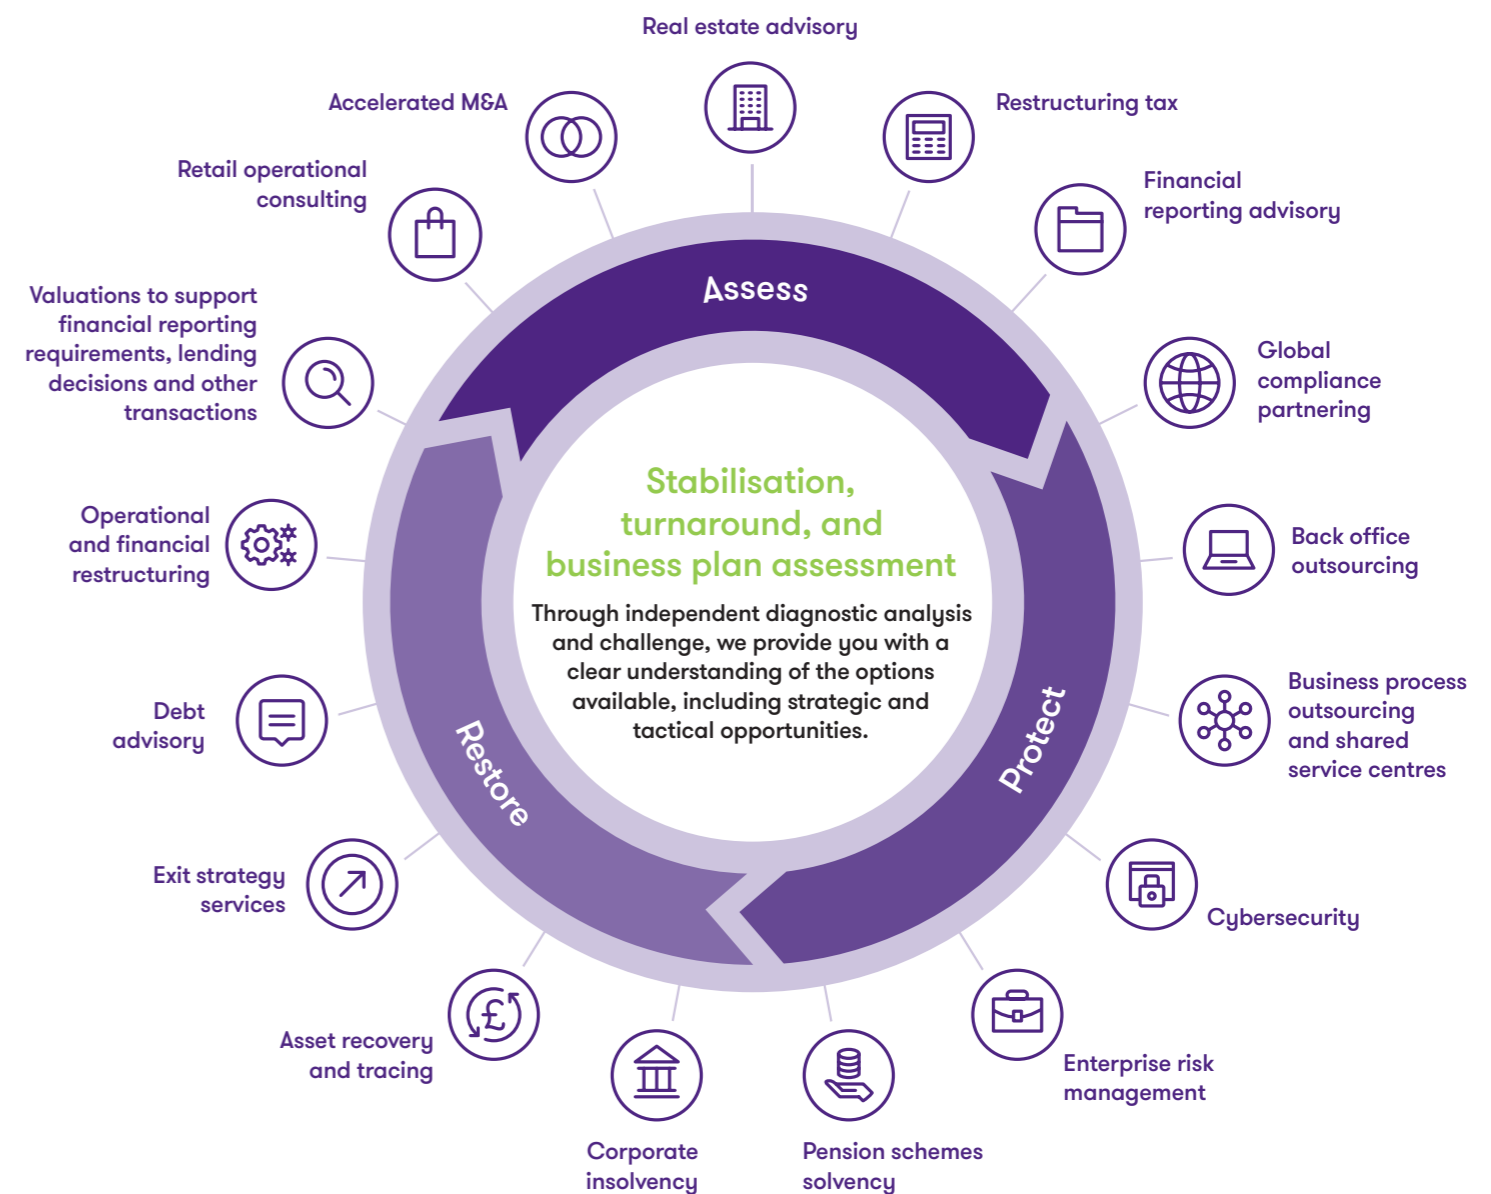 Real estate advisory
Restructuring tax
Financial
reporting advisory
Global
compliance
partnering
Back office
outsourcing
Business process
outsourcing
and shared
service centres
Cybersecurity
Enterprise risk
management
Pension schemes
solvency
Corporate
insolvency
Asset recovery
and tracing
Exit strategy
services
Debt
advisory
Operational
and financial
restructuring
Valuations to support
financial reporting
requirements, lending
decisions and other
transactions
Retail operational
consulting
Accelerated M&A
Assess
Protect
Restore
Stabilisation,
turnaround, and
business plan assessment
Through independent diagnostic analysis
and challenge, we provide you with a
clear understanding of the options
available, including strategic and
tactical opportunities.
£